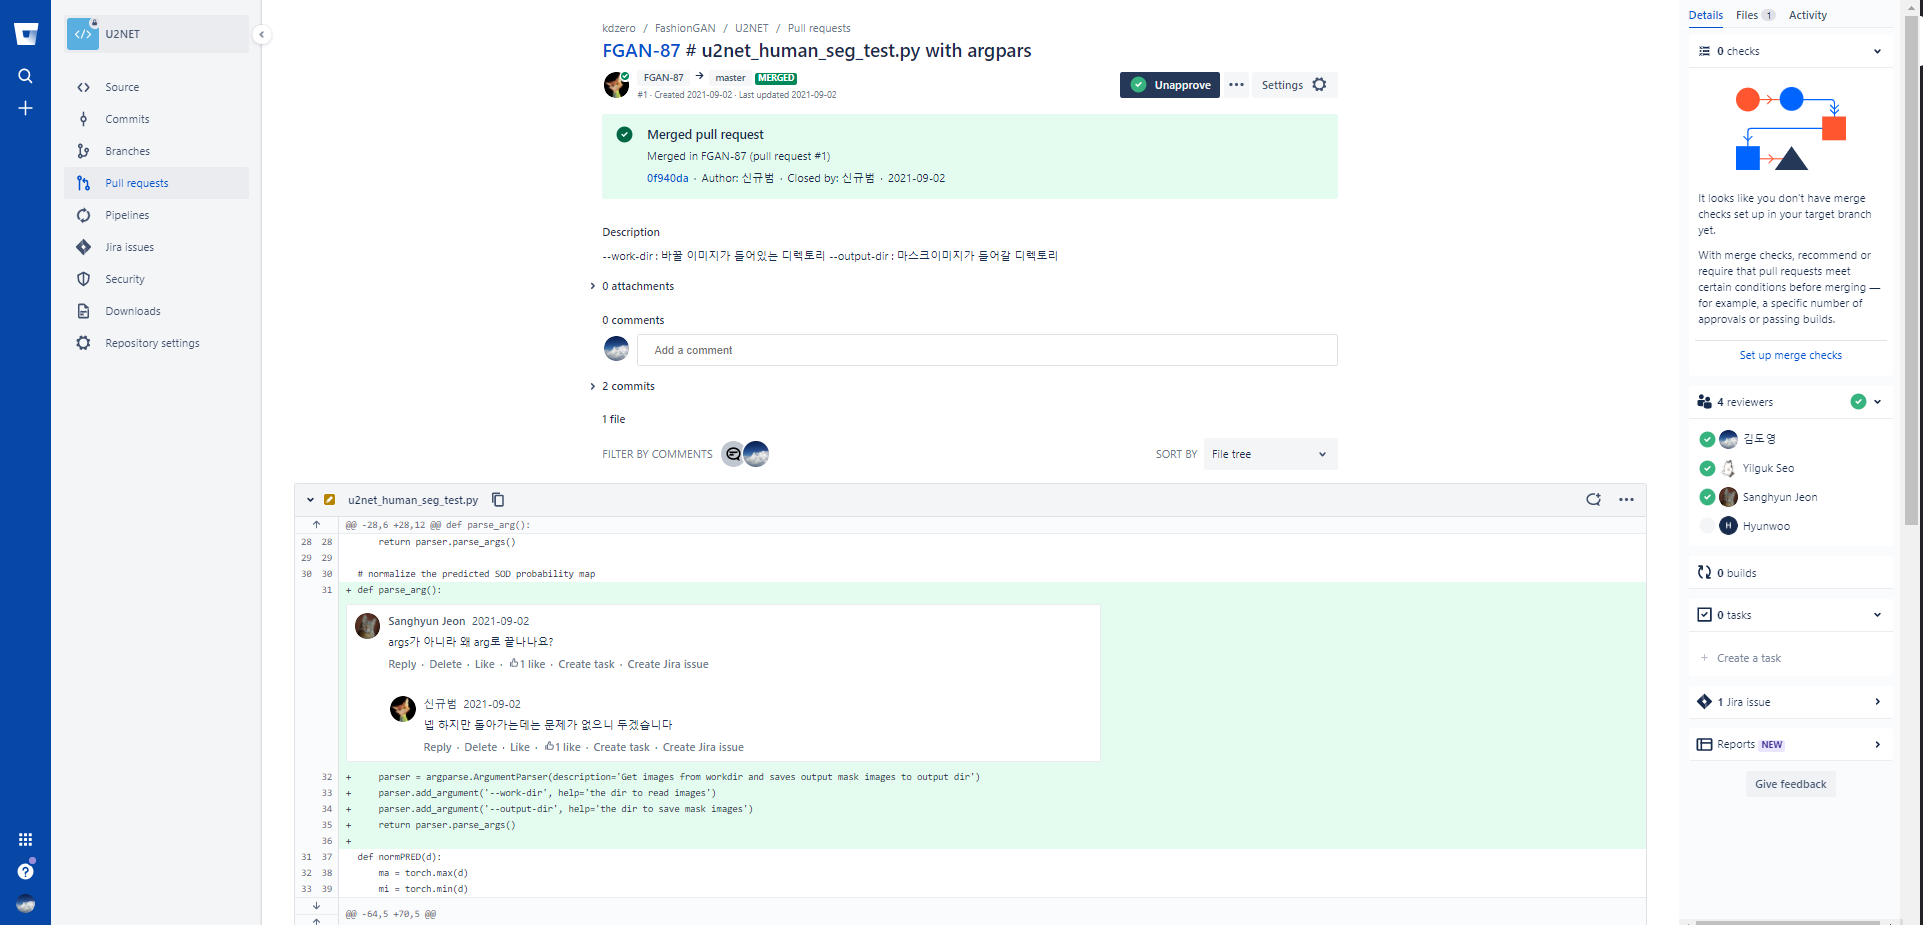 U2NET
Source
Commits
Branches
Pull requests
Pipelines
Jira issues
Security
Downloads
Repository settings
kdzero / FashionGAN / U2NET / Pull requests
FGAN-87 # u2net_human_seg_test.py with argpars
FGAN-87 → master MERGED
#1 · Created 2021-09-02 · Last updated 2021-09-02
Unapprove
Settings
Merged pull request
Merged in FGAN-87 (pull request #1)
0f940da · Author: 신규범 · Closed by: 신규범 · 2021-09-02
Description
--work-dir : 바꿀 이미지가 들어있는 디렉토리 --output-dir : 마스크이미지가 들어갈 디렉토리
0 attachments
0 comments
Add a comment
2 commits
1 file
FILTER BY COMMENTS
SORT BY File tree
u2net_human_seg_test.py
@@ -28,6 +28,12 @@ def parse_arg():
28 28 return parser.parse_args()
29 29
30 30 # normalize the predicted SOD probability map
31 + def parse_arg():
Sanghyun Jeon 2021-09-02
args가 아니라 왜 arg로 끝나나요?
Reply · Delete · Like · 1 like · Create task · Create Jira issue
신규범 2021-09-02
넵 하지만 돌아가는데는 문제가 없으니 두겠습니다
Reply · Delete · Like · 1 like · Create task · Create Jira issue
32 + parser = argparse.ArgumentParser(description='Get images from workdir and saves output mask images to output dir')
33 + parser.add_argument('--work-dir', help='the dir to read images')
34 + parser.add_argument('--output-dir', help='the dir to save mask images')
35 + return parser.parse_args()
36 +
31 37 def normPRED(d):
32 38 ma = torch.max(d)
33 39 mi = torch.min(d)
@@ -64,5 +70,5 @@
Details Files 1 Activity
0 checks
It looks like you don't have merge
checks set up in your target branch
yet.
With merge checks, recommend or
require that pull requests meet
certain conditions before merging —
for example, a specific number of
approvals or passing builds.
Set up merge checks
4 reviewers
김도영
Yilguk Seo
Sanghyun Jeon
H Hyunwoo
0 builds
0 tasks
+ Create a task
1 Jira issue
Reports NEW
Give feedback